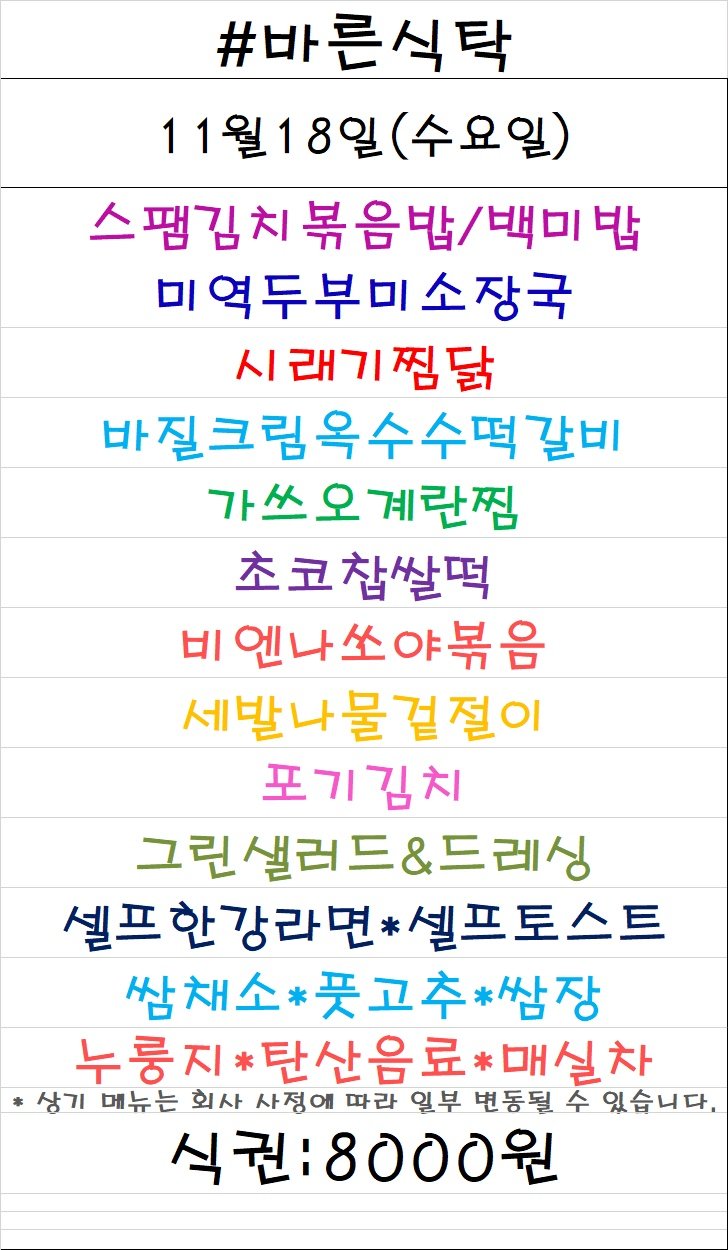 #바른식탁
11월18일(수요일)
스팸김치볶음밥/백미밥
미역두부미소장국
시래기찜닭
바질크림옥수수떡갈비
가쓰오계란찜
초코찹쌀떡
비엔나쏘야볶음
세발나물겉절이
포기김치
그린샐러드&드레싱
셀프한강라면*셀프토스트
쌈채소*풋고추*쌈장
누룽지*탄산음료*매실차
* 상기 메뉴는 회사 사정에 따라 일부 변동될 수 있습니다.
식권:8000원